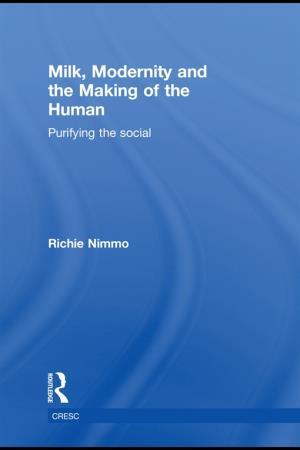 Milk, Modernity and
the Making of the
Human
Purifying the social
Richie Nimmo
ROUTLEDGE
CRESC